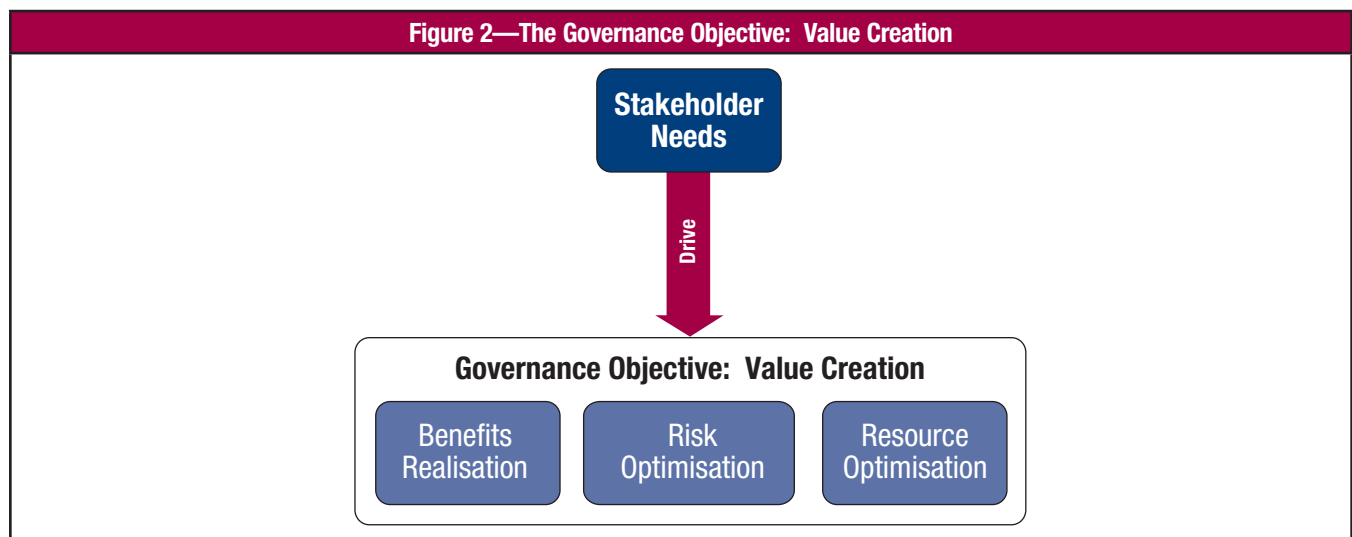 Figure 2—The Governance Objective: Value Creation
Stakeholder
Needs
Drive
Governance Objective: Value Creation
Benefits
Realisation
Risk
Optimisation
Resource
Optimisation